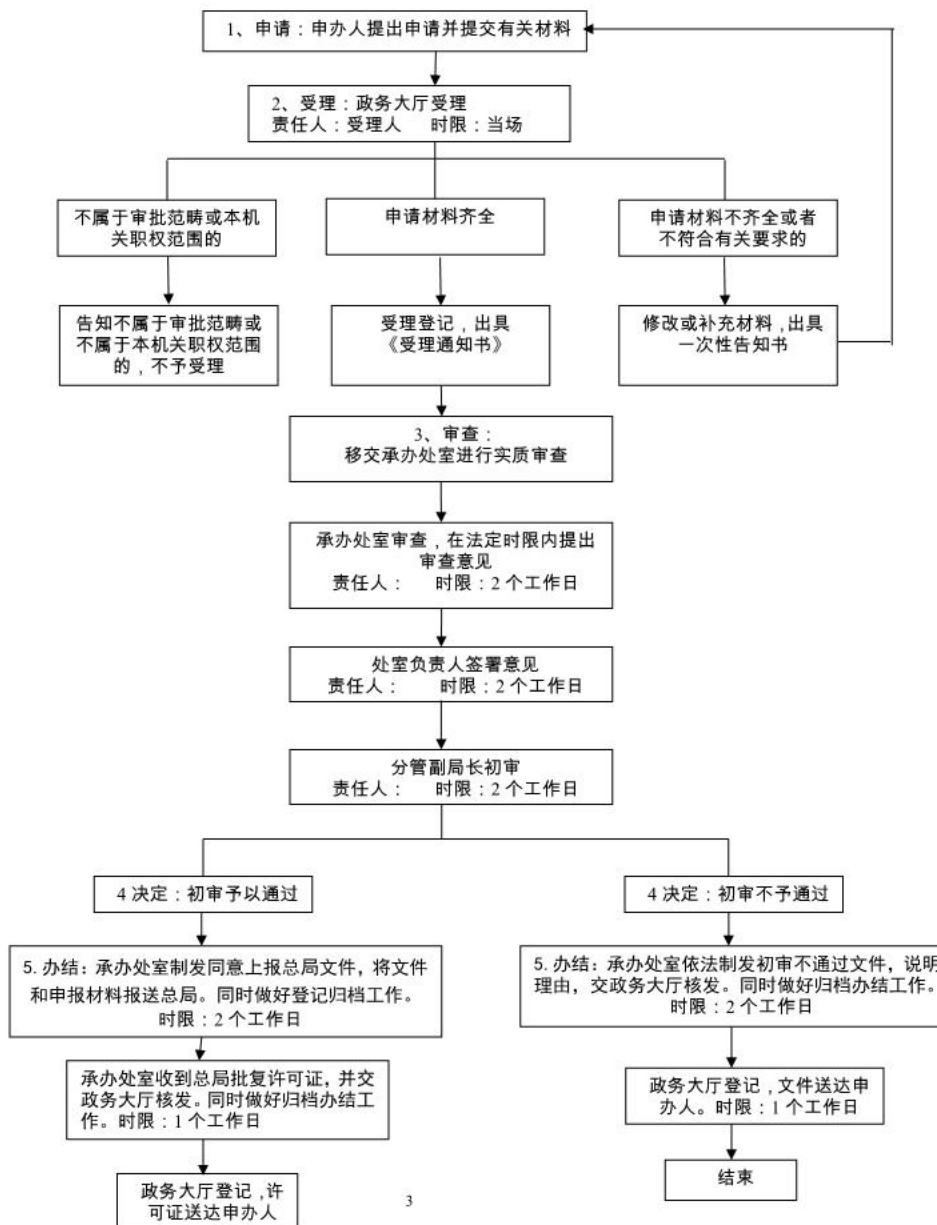 1、申请：申办人提出申请并提交有关材料
2、受理：政务大厅受理
责任人：受理人 时限：当场
不属于审批范畴或本机
关职权范围的
申请材料齐全
申请材料不齐全或者
不符合有关要求的
告知不属于审批范畴或
不属于本机关职权范围
的，不予受理
受理登记，出具
《受理通知书》
修改或补充材料，出具
一次性告知书
3、审查：
移交承办处室进行实质审查
承办处室审查，在法定时限内提出
审查意见
责任人： 时限：2 个工作日
处室负责人签署意见
责任人： 时限：2 个工作日
分管副局长初审
责任人： 时限：2 个工作日
4 决定：初审予以通过
4 决定：初审不予通过
5. 办结：承办处室制发同意上报总局文件，将文件
和申报材料报送总局。同时做好登记归档工作。
时限：2 个工作日
5. 办结：承办处室依法制发初审不通过文件，说明
理由，交政务大厅核发。同时做好归档办结工作。
时限：2 个工作日
承办处室收到总局批复许可证，并交
政务大厅核发。同时做好归档办结工
作。时限：1 个工作日
政务大厅登记，文件送达申
办人。时限：1 个工作日
政务大厅登记，许
可证送达申办人
结束
3